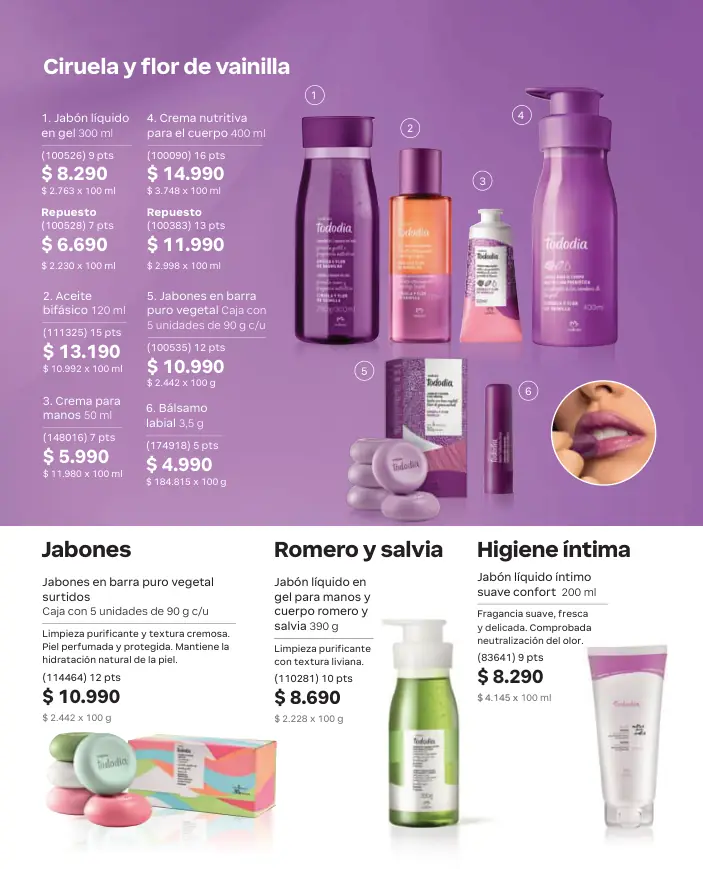 Ciruela y flor de vainilla
1. Jabón líquido
en gel 300 ml
(100526) 9 pts
$ 8.290
$ 2.763 x 100 ml
Repuesto
(100528) 7 pts
$ 6.690
$ 2.230 x 100 ml
2. Aceite
bifásico 120 ml
(111325) 15 pts
$ 13.190
$ 10.992 x 100 ml
3. Crema para
manos 50 ml
(148016) 7 pts
$ 5.990
$ 11.980 x 100 ml
4. Crema nutritiva
para el cuerpo 400 ml
(100090) 16 pts
$ 14.990
$ 3.748 x 100 ml
Repuesto
(100383) 13 pts
$ 11.990
$ 2.998 x 100 ml
5. Jabones en barra
puro vegetal Caja con
5 unidades de 90 g c/u
(100535) 12 pts
$ 10.990
$ 2.442 x 100 g
6. Bálsamo
labial 3,5 g
(174918) 5 pts
$ 4.990
$ 184.815 x 100 g
1
2
3
4
5
6
Tododia
Tododia
Tododia
Tododia
400ml
Tododia
Tododia
Jabones
Jabones en barra puro vegetal
surtidos
Caja con 5 unidades de 90 g c/u
Limpieza purificante y textura cremosa.
Piel perfumada y protegida. Mantiene la
hidratación natural de la piel.
(114464) 12 pts
$ 10.990
$ 2.442 x 100 g
Tododia
Tododia
Romero y salvia
Jabón líquido en
gel para manos y
cuerpo romero y
salvia 390 g
Limpieza purificante
con textura liviana.
(110281) 10 pts
$ 8.690
$ 2.228 x 100 g
Tododia
Higiene íntima
Jabón líquido íntimo
suave confort 200 ml
Fragancia suave, fresca
y delicada. Comprobada
neutralización del olor.
(83641) 9 pts
$ 8.290
$ 4.145 x 100 ml
Tododia